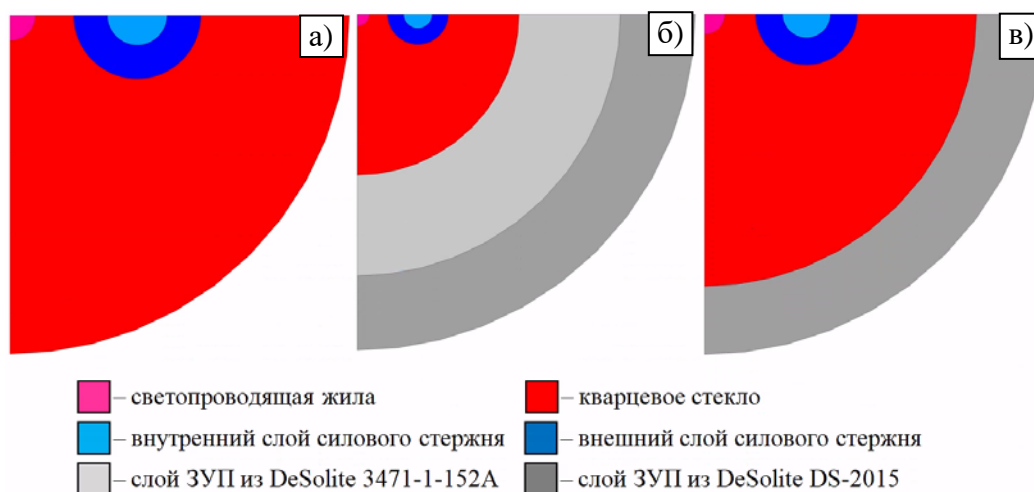 а)
б)
в)
– светопроводящая жила
– кварцевое стекло
– внутренний слой силового стержня
– внешний слой силового стержня
– слой ЗУП из DeSolite 3471-1-152A
– слой ЗУП из DeSolite DS-2015